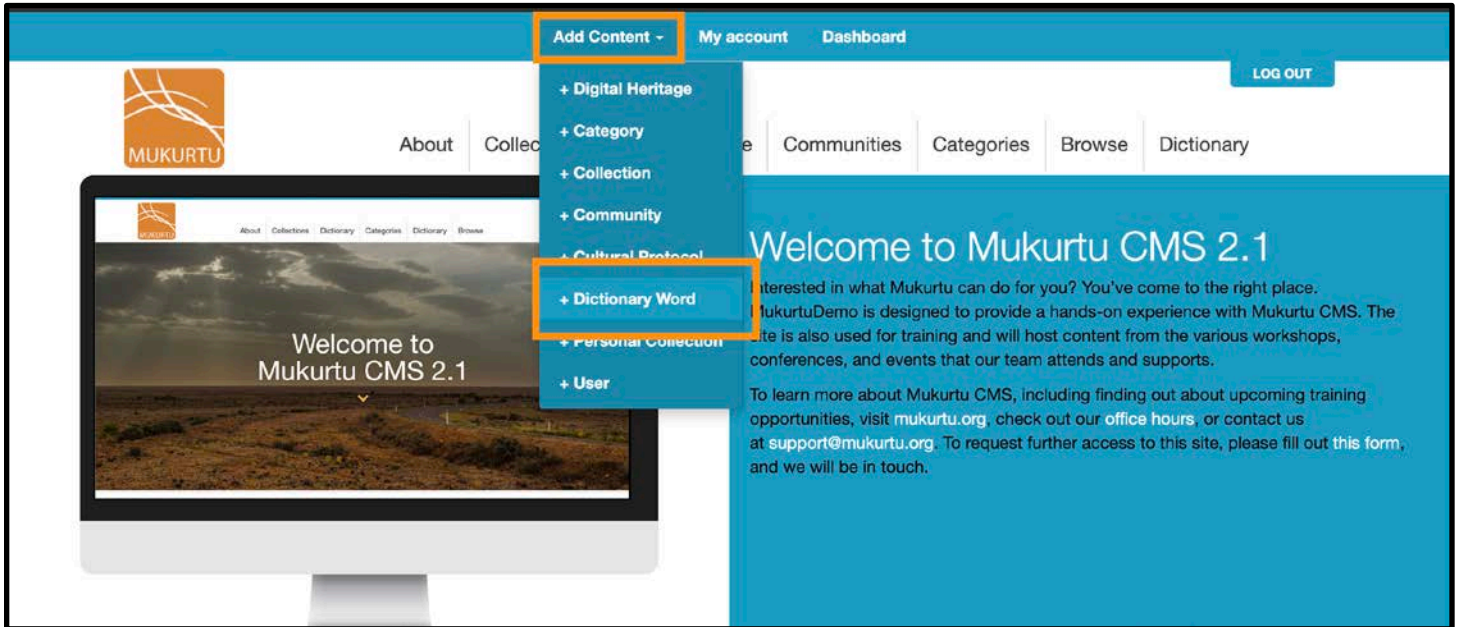 Add Content - My account Dashboard
LOG OUT
+ Digital Heritage
+ Category
+ Collection
+ Community
+ Cultural Protocol
+ Dictionary Word
+ Personal Collection
+ User
MUKURTU
About Collec e Communities Categories Browse Dictionary
MUKURTU
About Collections Dictionary Categories Dictionary Browse
Welcome to
Mukurtu CMS 2.1
Welcome to Mukurtu CMS 2.1
Interested in what Mukurtu can do for you? You've come to the right place.
MukurtuDemo is designed to provide a hands-on experience with Mukurtu CMS. The
site is also used for training and will host content from the various workshops,
conferences, and events that our team attends and supports.
To learn more about Mukurtu CMS, including finding out about upcoming training
opportunities, visit mukurtu.org, check out our office hours, or contact us
at support@mukurtu.org. To request further access to this site, please fill out this form,
and we will be in touch.